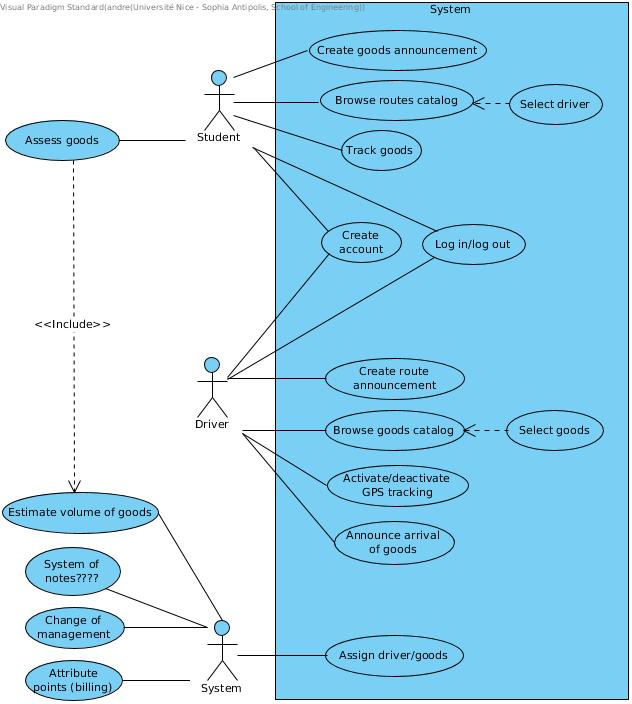 Visual Paradigm Standard(andre(Université Nice - Sophia Antipolis, School of Engineering))
System
Create goods announcement
Browse routes catalog
Select driver
Student
Assess goods
Track goods
Create
account
Log in/log out
<<Include>>
Driver
Create route
announcement
Browse goods catalog
Select goods
Activate/deactivate
GPS tracking
Estimate volume of goods
Announce arrival
of goods
System of
notes????
Change of
management
System
Assign driver/goods
Attribute
points (billing)